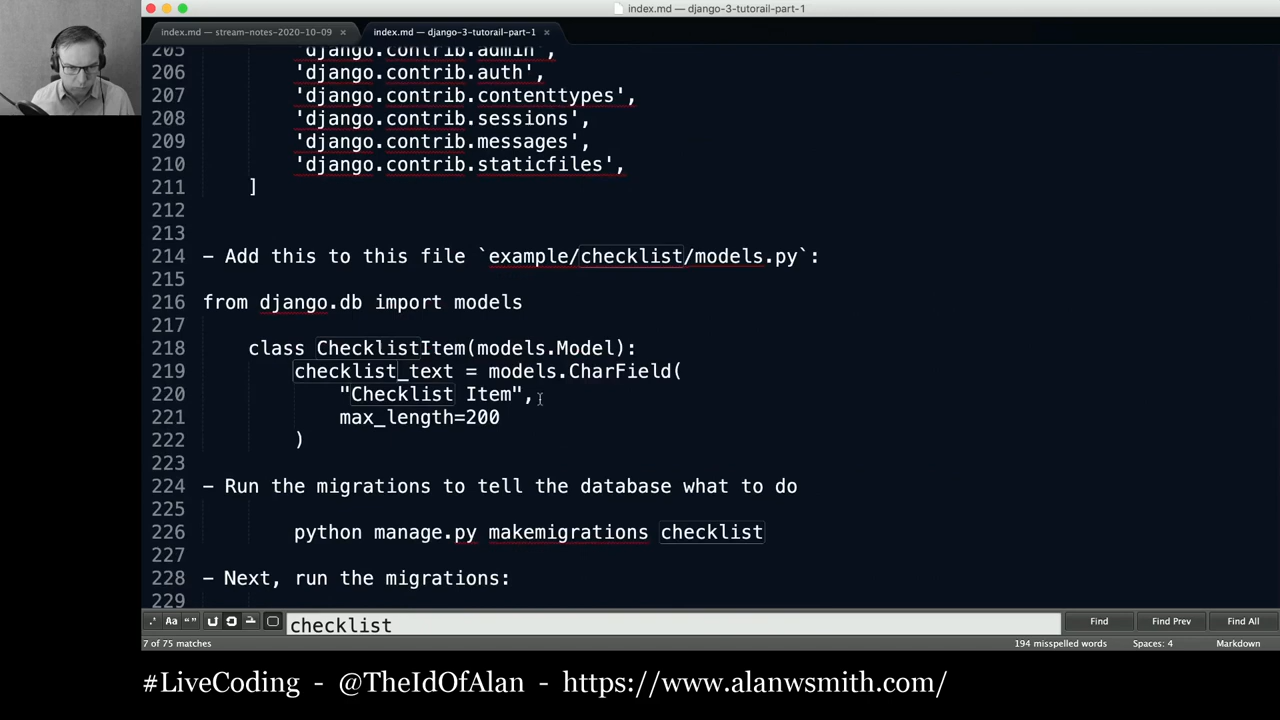 index.md — django-3-tutorail-part-1
index.md — stream-notes-2020-10-09 ×
index.md — django-3-tutorail-part-1 ×
205 'django.contrib.admin',
206 'django.contrib.auth',
207 'django.contrib.contenttypes',
208 'django.contrib.sessions',
209 'django.contrib.messages',
210 'django.contrib.staticfiles',
211 ]
212
213
214 - Add this to this file `example/checklist/models.py`:
215
216 from django.db import models
217
218 class ChecklistItem(models.Model):
219 checklist_text = models.CharField(
220 "Checklist Item",
221 max_length=200
222 )
223
224 - Run the migrations to tell the database what to do
225
226 python manage.py makemigrations checklist
227
228 - Next, run the migrations:
229
.* Aa “ ” checklist Find Find Prev Find All
7 of 75 matches 194 misspelled words Spaces: 4 Markdown
#LiveCoding - @TheIdOfAlan - https://www.alanwsmith.com/